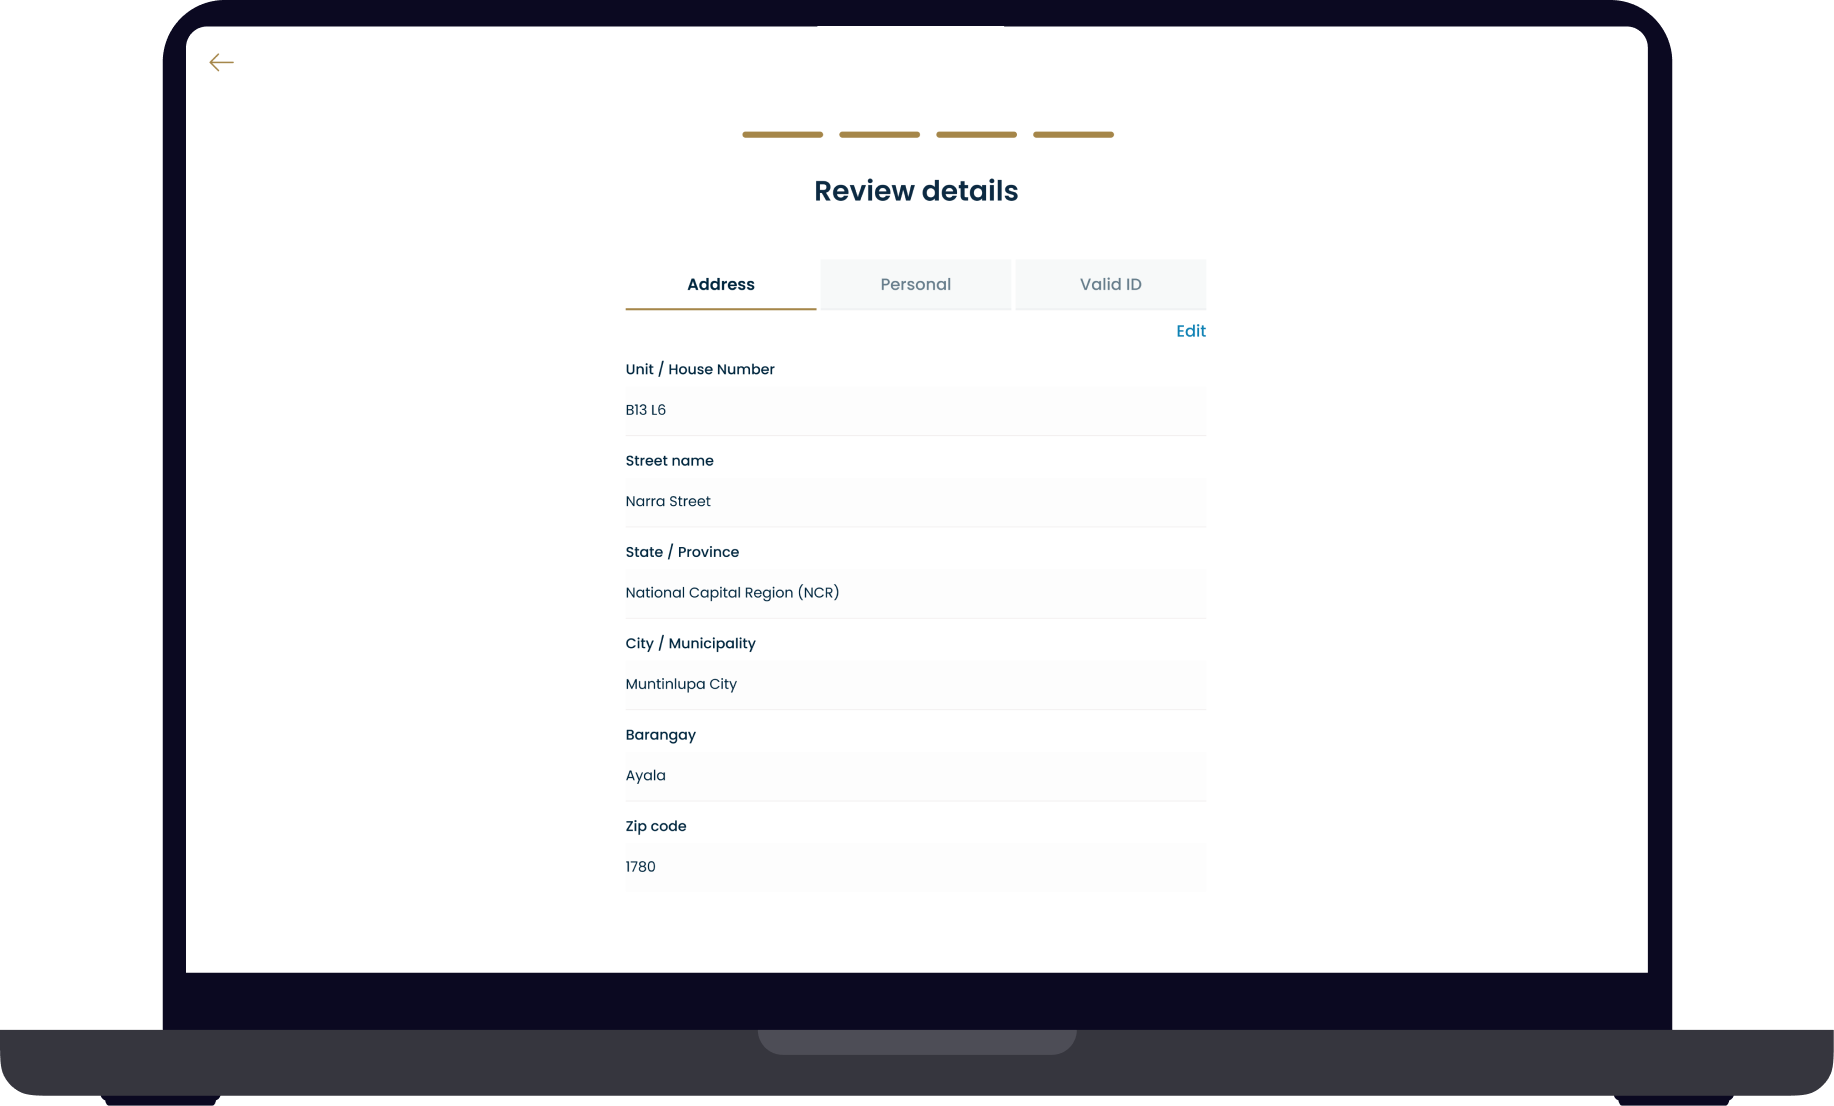 Review details
Address
Personal
Valid ID
Edit
Unit / House Number
B13 L6
Street name
Narra Street
State / Province
National Capital Region (NCR)
City / Municipality
Muntinlupa City
Barangay
Ayala
Zip code
1780